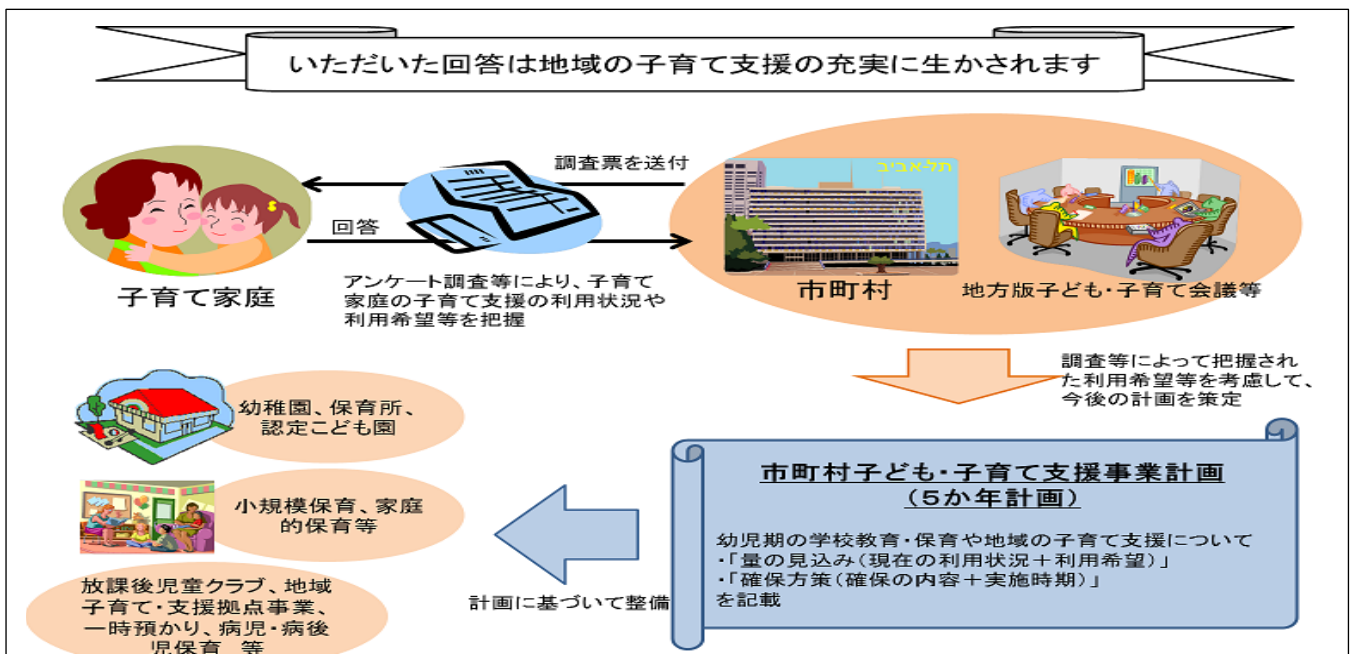 いただいた回答は地域の子育て支援の充実に生かされます
調査票を送付
回答
子育て家庭
アンケート調査等により、子育て
家庭の子育て支援の利用状況や
利用希望等を把握
תל-אביב
市町村
地方版子ども・子育て会議等
調査等によって把握され
た利用希望等を考慮して、
今後の計画を策定
市町村子ども・子育て支援事業計画
(5か年計画)
幼児期の学校教育・保育や地域の子育て支援について
・「量の見込み(現在の利用状況+利用希望)」
・「確保方策(確保の内容+実施時期)」
を記載
計画に基づいて整備
幼稚園、保育所、
認定こども園
小規模保育、家庭
的保育等
放課後児童クラブ、地域
子育て・支援拠点事業、
一時預かり、病児・病後
児保育 等